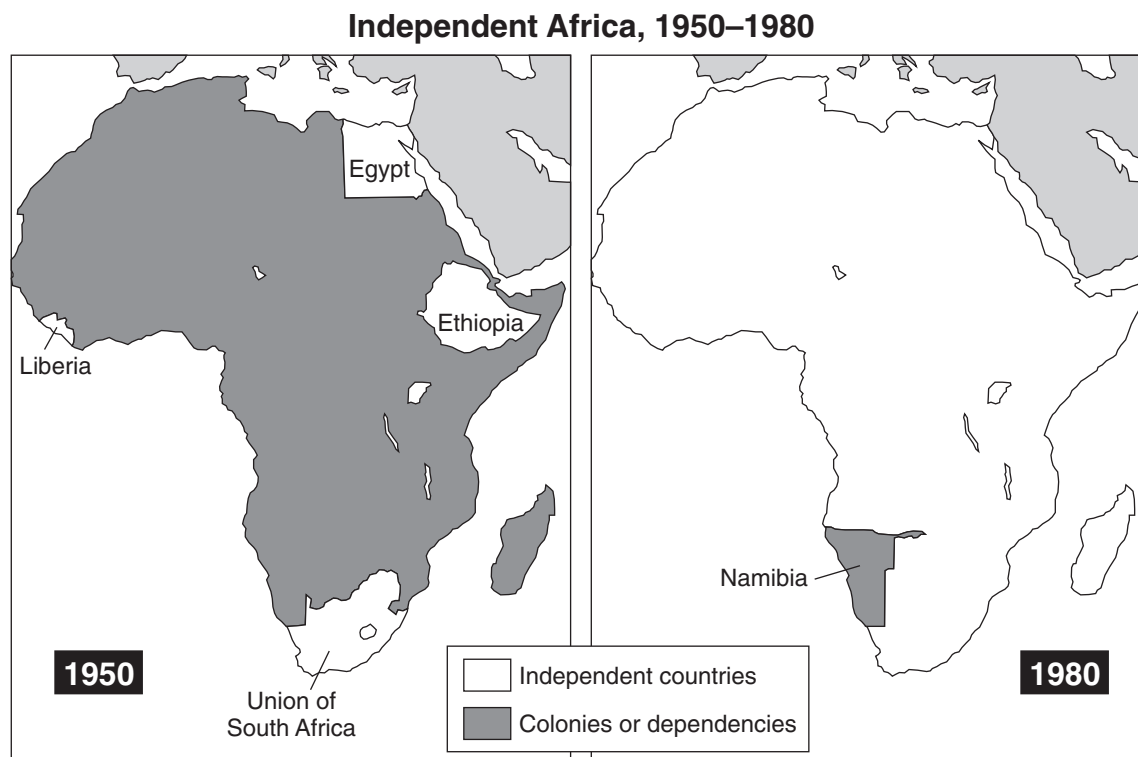 Independent Africa, 1950–1980
Egypt
Ethiopia
Liberia
1950
Union of
South Africa
Namibia
1980
Independent countries
Colonies or dependencies